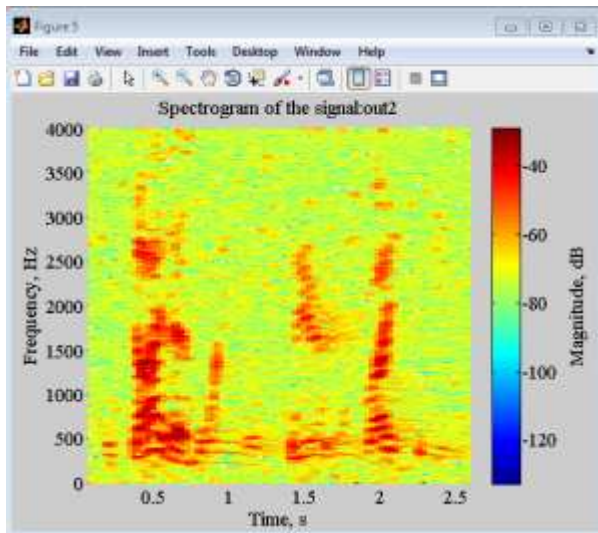 Figure 5
File Edit View Insert Tools Desktop Window Help
Spectrogram of the signal:out2
4000
3500
3000
2500
2000
1500
1000
500
0
Frequency, Hz
0.5 1 1.5 2 2.5
Time, s
-40
-60
-80
-100
-120
Magnitude, dB